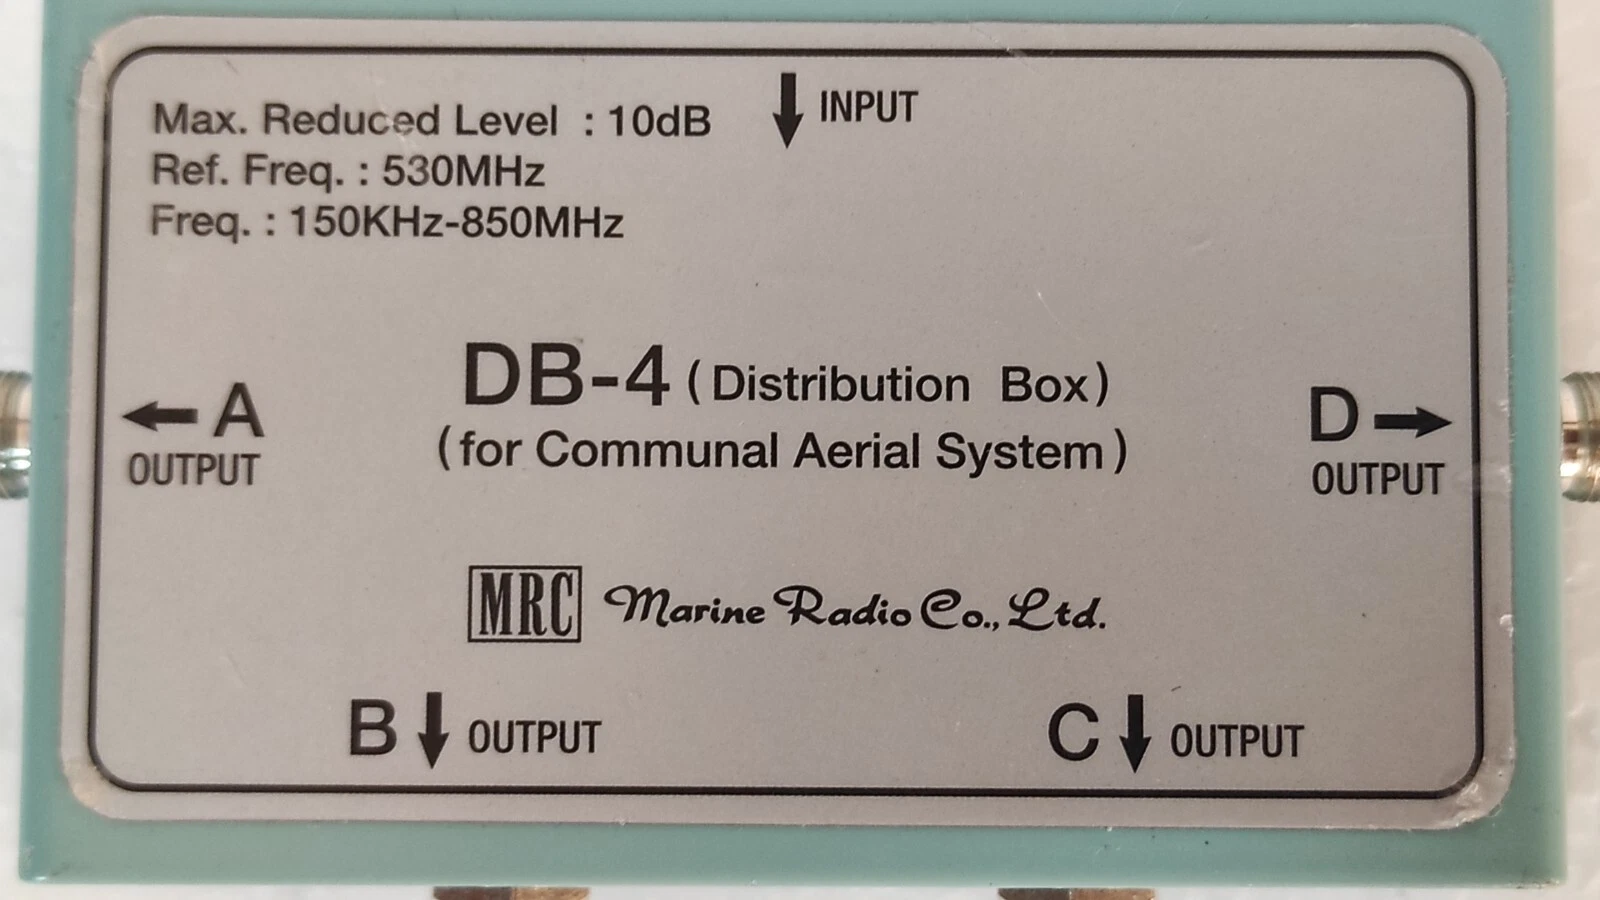 Max. Reduced Level : 10dB
INPUT
Ref. Freq. : 530MHz
Freq. : 150KHz-850MHz
DB-4 (Distribution Box)
(for Communal Aerial System)
A
OUTPUT
D
OUTPUT
MRC Marine Radio Co., Ltd.
B OUTPUT
C OUTPUT